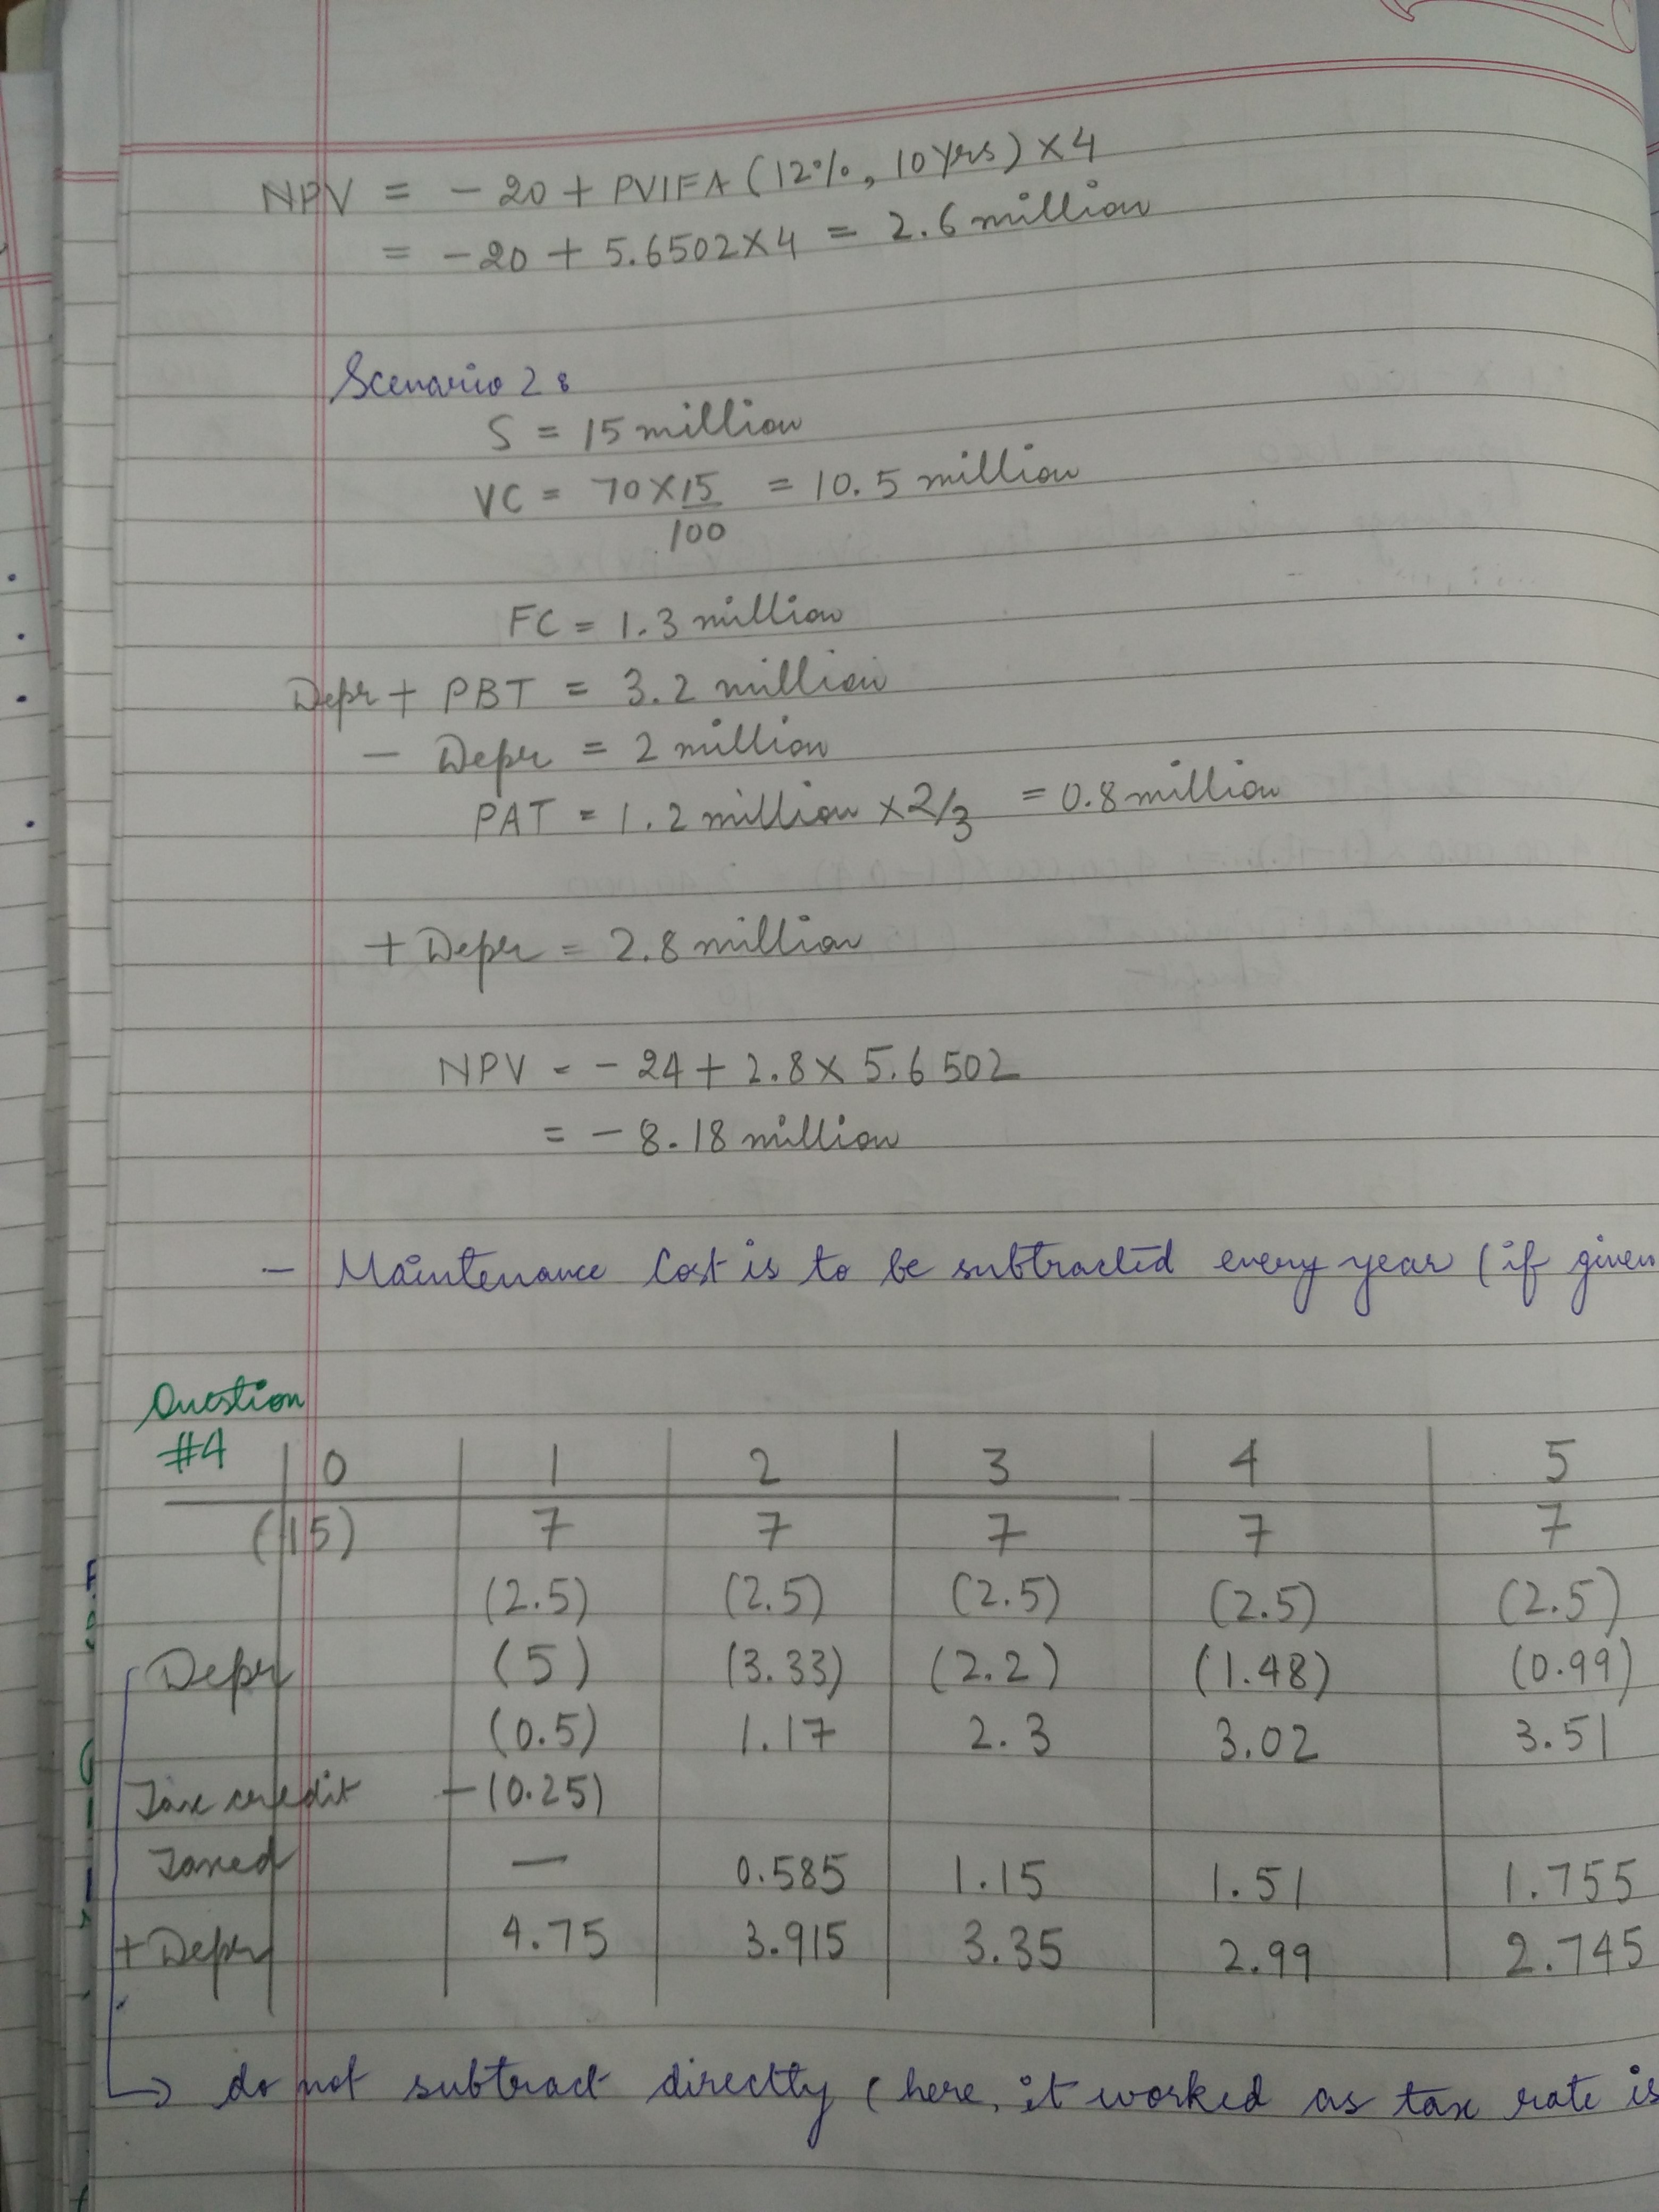 NPV = - 20 + PVIFA (12%, 10 yrs) × 4
= - 20 + 5.6502 × 4 = 2.6 million
Scenario 2 :
S = 15 million
VC = 70 × 15 / 100 = 10.5 million
FC = 1.3 million
Depr + PBT = 3.2 million
- Depr = 2 million
PAT = 1.2 million × 2/3 = 0.8 million
+ Depr = 2.8 million
NPV = - 24 + 2.8 × 5.6502
= - 8.18 million
- Maintenance Cost is to be subtracted every year (if given
Question
#4 0 1 2 3 4 5
(15) 7 7 7 7 7
(2.5) (2.5) (2.5) (2.5) (2.5)
Depr (5) (3.33) (2.2) (1.48) (0.99)
(0.5) 1.17 2.3 3.02 3.51
Tax credit -(0.25)
Taxed — 0.585 1.15 1.51 1.755
+ Depr 4.75 3.915 3.35 2.99 2.745
→ do not subtract directly (here, it worked as tax rate is